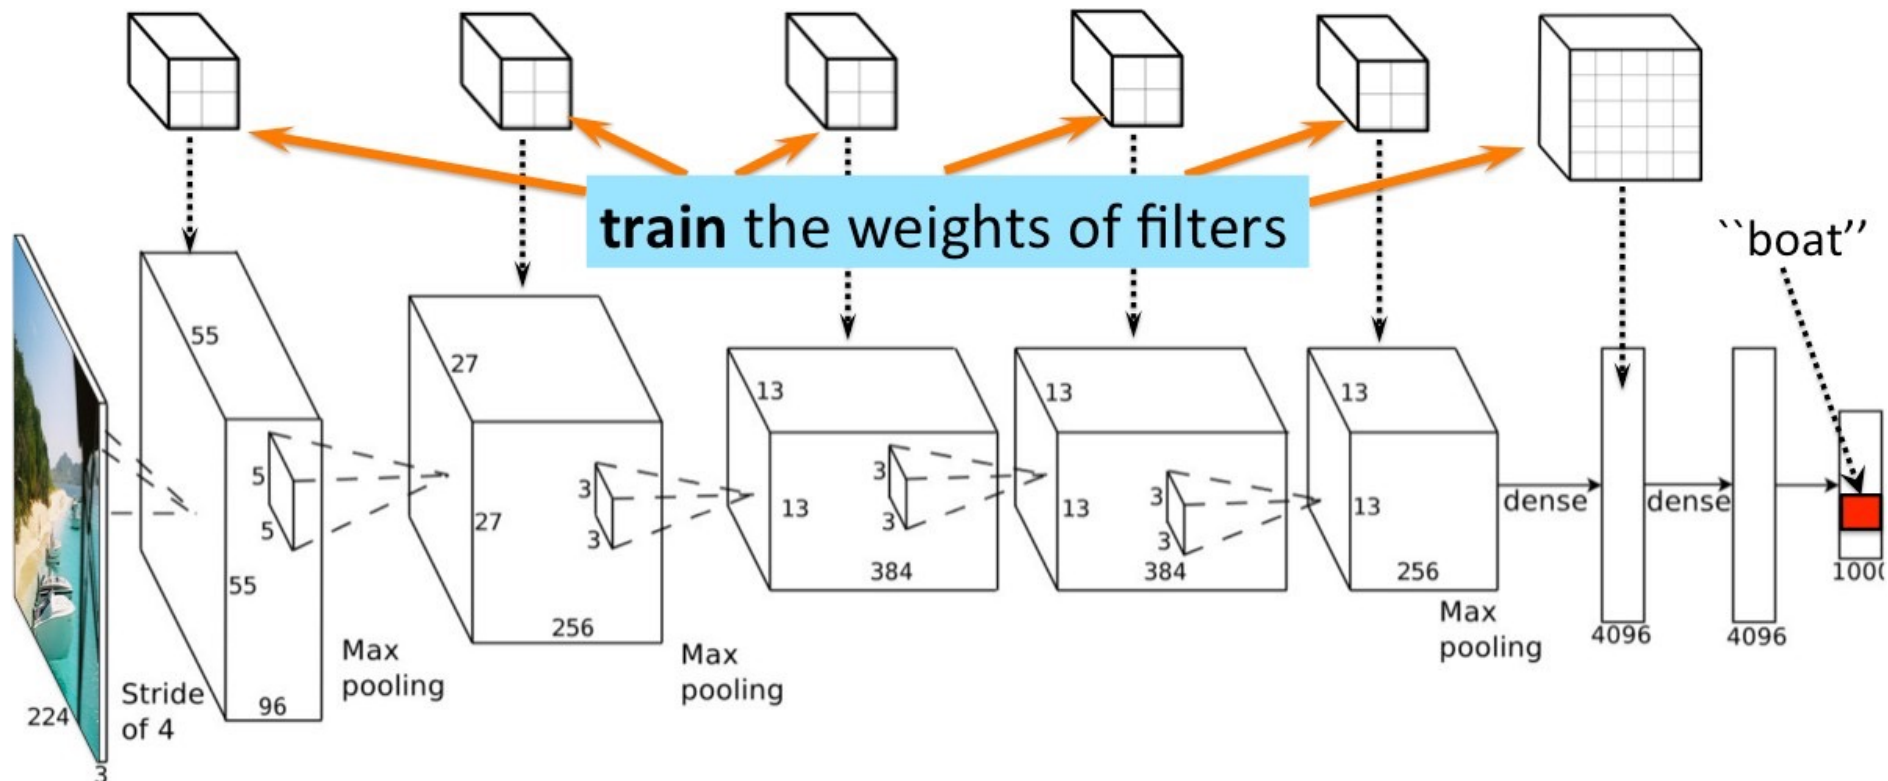 train the weights of filters
``boat’’
55
27
13
13
13
5
5
3
3
3
3
3
3
13
13
13
27
55
dense
dense
384
384
256
256
96
224
3
Stride
of 4
Max
pooling
Max
pooling
Max
pooling
4096
4096